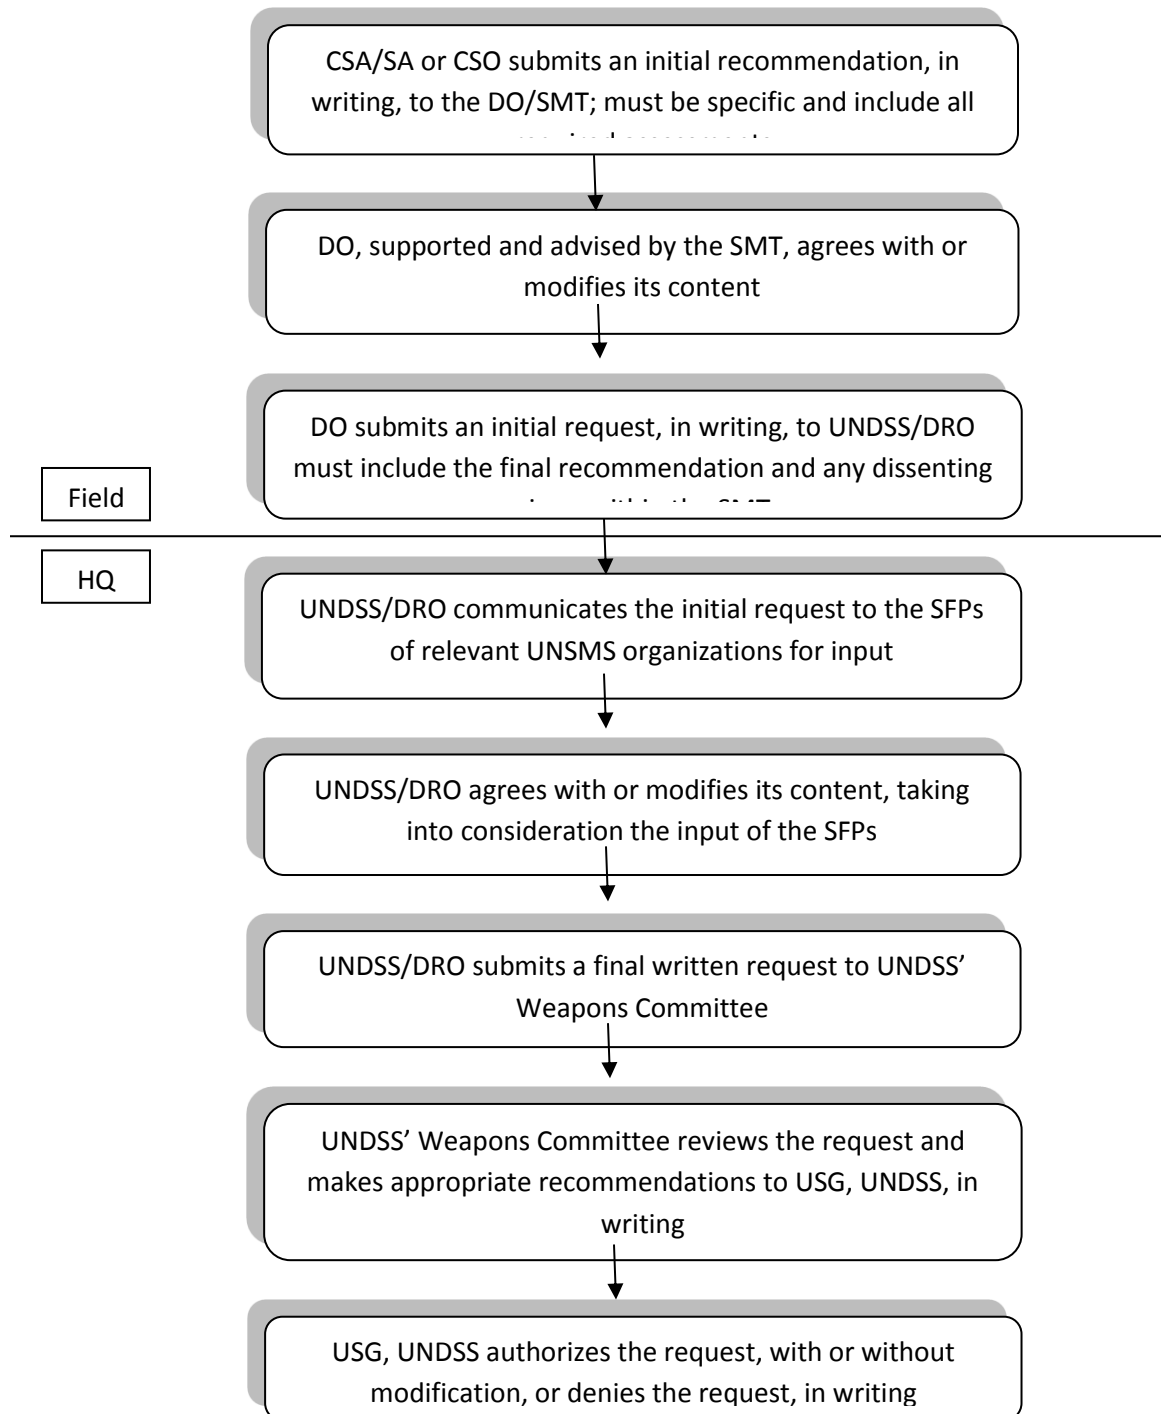 CSA/SA or CSO submits an initial recommendation, in
writing, to the DO/SMT; must be specific and include all
DO, supported and advised by the SMT, agrees with or
modifies its content
DO submits an initial request, in writing, to UNDSS/DRO
must include the final recommendation and any dissenting
within the SMT
Field
HQ
UNDSS/DRO communicates the initial request to the SFPs
of relevant UNSMS organizations for input
UNDSS/DRO agrees with or modifies its content, taking
into consideration the input of the SFPs
UNDSS/DRO submits a final written request to UNDSS’
Weapons Committee
UNDSS’ Weapons Committee reviews the request and
makes appropriate recommendations to USG, UNDSS, in
writing
USG, UNDSS authorizes the request, with or without
modification, or denies the request, in writing